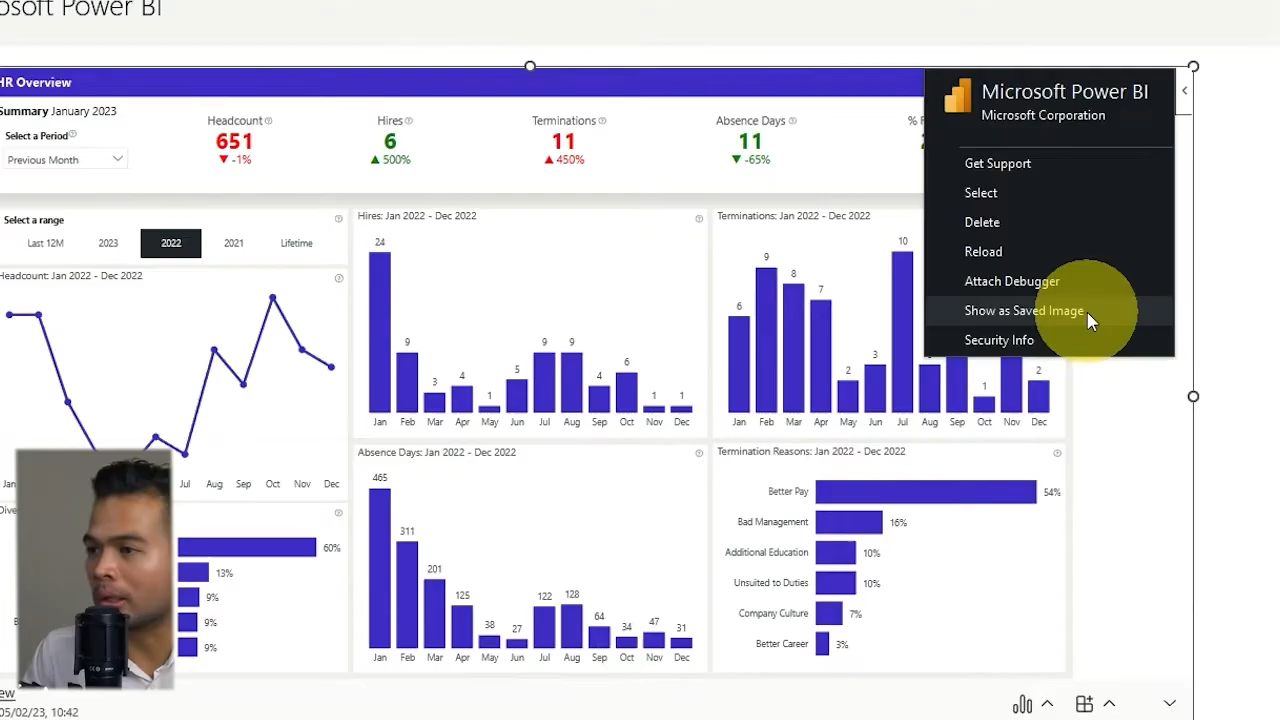 osoft Power BI
HR Overview
Summary January 2023
Select a Period
Previous Month
Headcount
651
▼ -1%
Hires
6
▲ 500%
Terminations
11
▲ 450%
Absence Days
11
▼ -65%
Microsoft Power BI
Microsoft Corporation
Get Support
Select
Delete
Reload
Attach Debugger
Show as Saved Image
Security Info
Select a range
Last 12M 2023 2022 2021 Lifetime
Headcount: Jan 2022 - Dec 2022
Jan Jul Aug Sep Oct Nov Dec
Hires: Jan 2022 - Dec 2022
24 9 3 4 1 5 9 9 4 6 1 1
Jan Feb Mar Apr May Jun Jul Aug Sep Oct Nov Dec
Terminations: Jan 2022 - Dec 2022
6 9 8 7 2 3 10 1 2
Jan Feb Mar Apr May Jun Jul Aug Sep Oct Nov Dec
Dive
60%
13%
9%
9%
9%
Absence Days: Jan 2022 - Dec 2022
465 311 201 125 38 27 122 128 64 34 47 31
Jan Feb Mar Apr May Jun Jul Aug Sep Oct Nov Dec
Termination Reasons: Jan 2022 - Dec 2022
Better Pay 54%
Bad Management 16%
Additional Education 10%
Unsuited to Duties 10%
Company Culture 7%
Better Career 3%
ew
05/02/23, 10:42